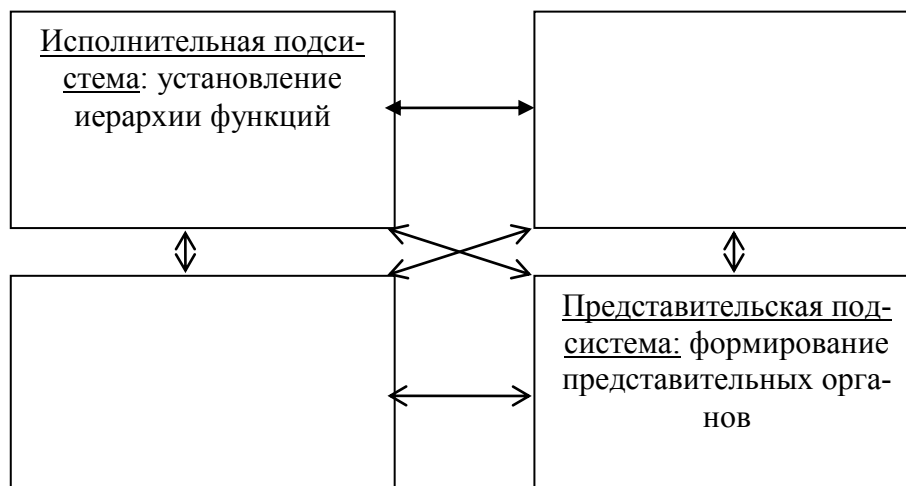 Исполнительная подси-
стема: установление
иерархии функций
Представительская под-
система: формирование
представительных орга-
нов